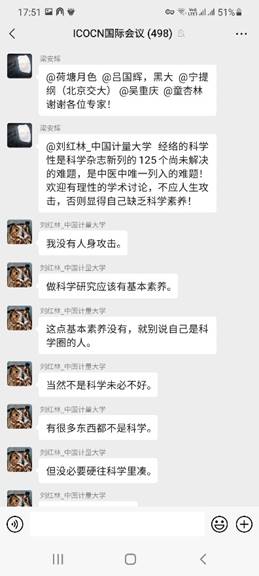 17:51
51%
ICOCN国际会议 (498)
梁安辉
@荷塘月色 @吕国辉，黑大 @宁提
纲（北京交大） @吴重庆 @童杏林
谢谢各位专家！
梁安辉
@刘红林_中国计量大学 经络的科学
性是科学杂志新列的125个尚未解决
的难题，是中医中唯一列入的难题！
欢迎有理性的学术讨论，不应人生攻
击，否则显得自己缺乏科学素养！
刘红林_中国计量大学
我没有人身攻击。
刘红林_中国计量大学
做科学研究应该有基本素养。
刘红林_中国计量大学
这点基本素养没有，就别说自己是科
学圈的人。
刘红林_中国计量大学
当然不是科学未必不好。
刘红林_中国计量大学
有很多东西都不是科学。
刘红林_中国计量大学
但没必要硬往科学里凑。
刘红林_中国计量大学